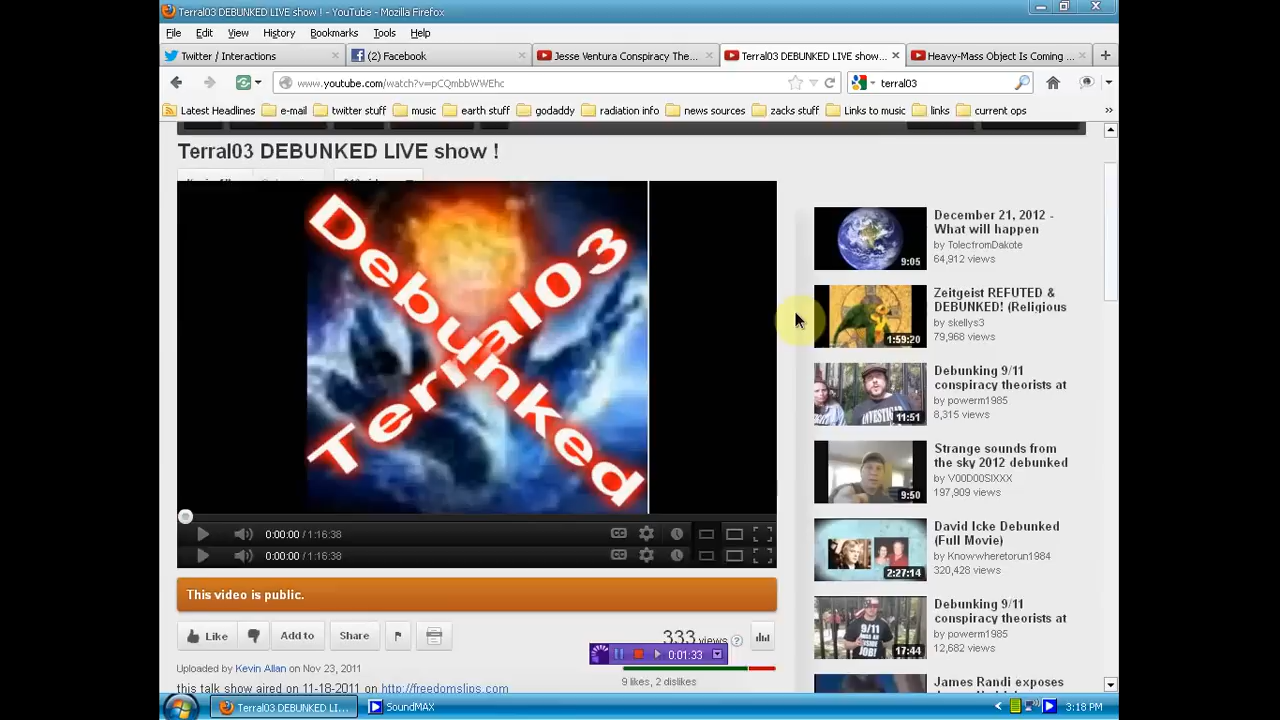 Terral03 DEBUNKED LIVE show ! - YouTube - Mozilla Firefox
File Edit View History Bookmarks Tools Help
Twitter / Interactions
(2) Facebook
Jesse Ventura Conspiracy The...
Terral03 DEBUNKED LIVE show...
Heavy-Mass Object Is Coming ...
www.youtube.com/watch?v=pCQmbbWWEhc
terral03
Latest Headlines e-mail twitter stuff music earth stuff godaddy radiation info news sources zacks stuff Links to music links current ops
Terral03 DEBUNKED LIVE show !
Debunked
Terral03
0:00:00 / 1:16:38
0:00:00 / 1:16:38
This video is public.
Like Add to Share
333 views
0:01:33
Uploaded by Kevin Allan on Nov 23, 2011
9 likes, 2 dislikes
this talk show aired on 11-18-2011 on http://freedomslips.com
December 21, 2012 -
What will happen
by TolecfromDakote
64,912 views
9:05
Zeitgeist REFUTED &
DEBUNKED! (Religious
by skellys3
79,968 views
1:59:20
Debunking 9/11
conspiracy theorists at
by powerm1985
8,315 views
11:51
Strange sounds from
the sky 2012 debunked
by V00D00SIXXX
197,909 views
9:50
David Icke Debunked
(Full Movie)
by Knowwheretorun1984
320,428 views
2:27:14
Debunking 9/11
conspiracy theorists at
by powerm1985
12,682 views
17:44
James Randi exposes
Terral03 DEBUNKED LI...
SoundMAX
3:18 PM